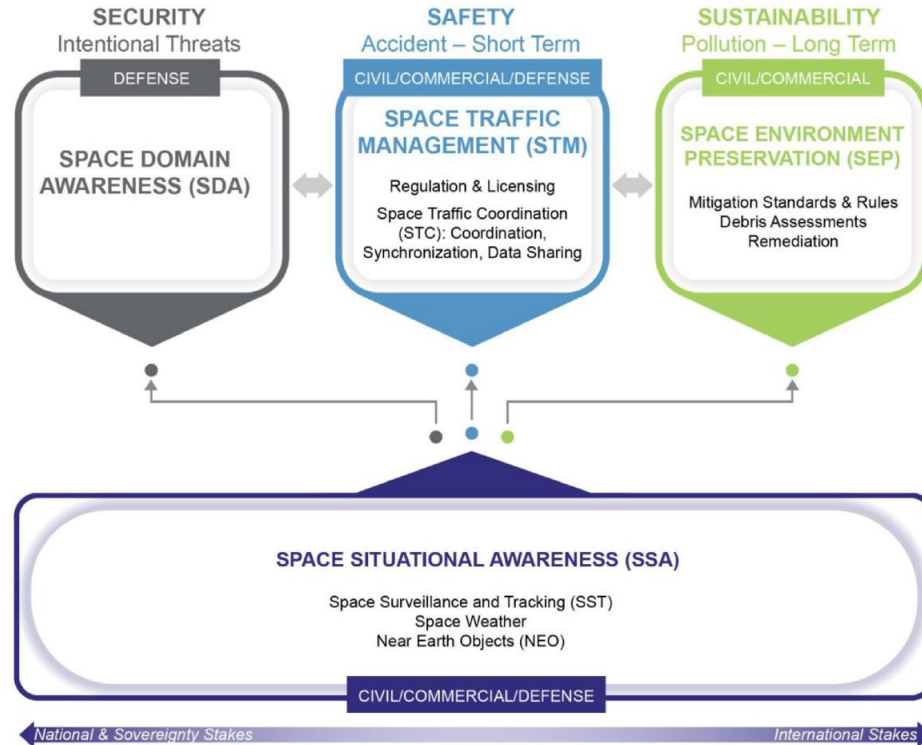 SECURITY
Intentional Threats
DEFENSE
SPACE DOMAIN
AWARENESS (SDA)
SAFETY
Accident – Short Term
CIVIL/COMMERCIAL/DEFENSE
SPACE TRAFFIC
MANAGEMENT (STM)
Regulation & Licensing
Space Traffic Coordination
(STC): Coordination,
Synchronization, Data Sharing
SUSTAINABILITY
Pollution – Long Term
CIVIL/COMMERCIAL
SPACE ENVIRONMENT
PRESERVATION (SEP)
Mitigation Standards & Rules
Debris Assessments
Remediation
SPACE SITUATIONAL AWARENESS (SSA)
Space Surveillance and Tracking (SST)
Space Weather
Near Earth Objects (NEO)
CIVIL/COMMERCIAL/DEFENSE
National & Sovereignty Stakes
International Stakes